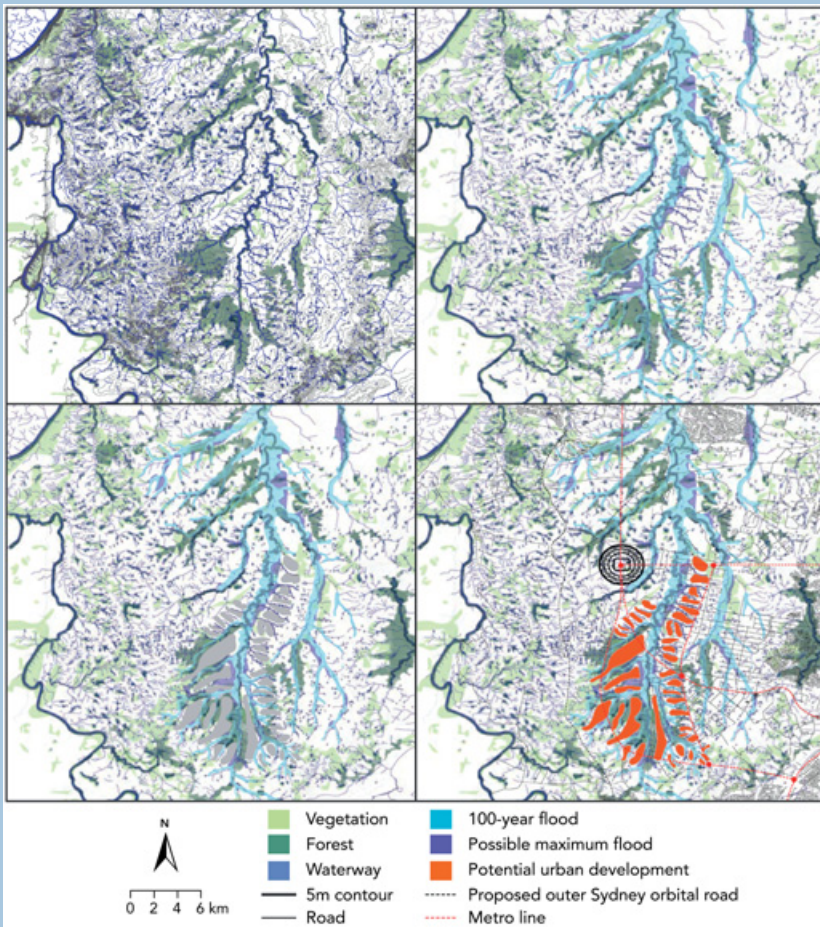 N
0 2 4 6 km
Vegetation
Forest
Waterway
5m contour
Road
100-year flood
Possible maximum flood
Potential urban development
Proposed outer Sydney orbital road
Metro line